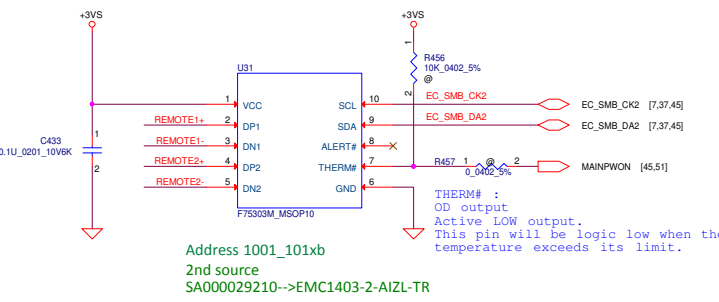 +3VS
+3VS
R456
10K_0402_5%
@
1
2
U31
1
VCC
SCL
10
EC_SMB_CK2
EC_SMB_CK2 [7,37,45]
REMOTE1+
2
DP1
SDA
9
EC_SMB_DA2
EC_SMB_DA2 [7,37,45]
REMOTE1-
3
DN1
ALERT#
8
REMOTE2+
4
DP2
THERM#
7
R457
1
@
2
0_0402_5%
MAINPWON [45,51]
REMOTE2-
5
DN2
GND
6
C433
0.1U_0201_10V6K
1
2
F75303M_MSOP10
THERM# :
OD output
Active LOW output.
This pin will be logic low when the
temperature exceeds its limit.
Address 1001_101xb
2nd source
SA000029210-->EMC1403-2-AIZL-TR